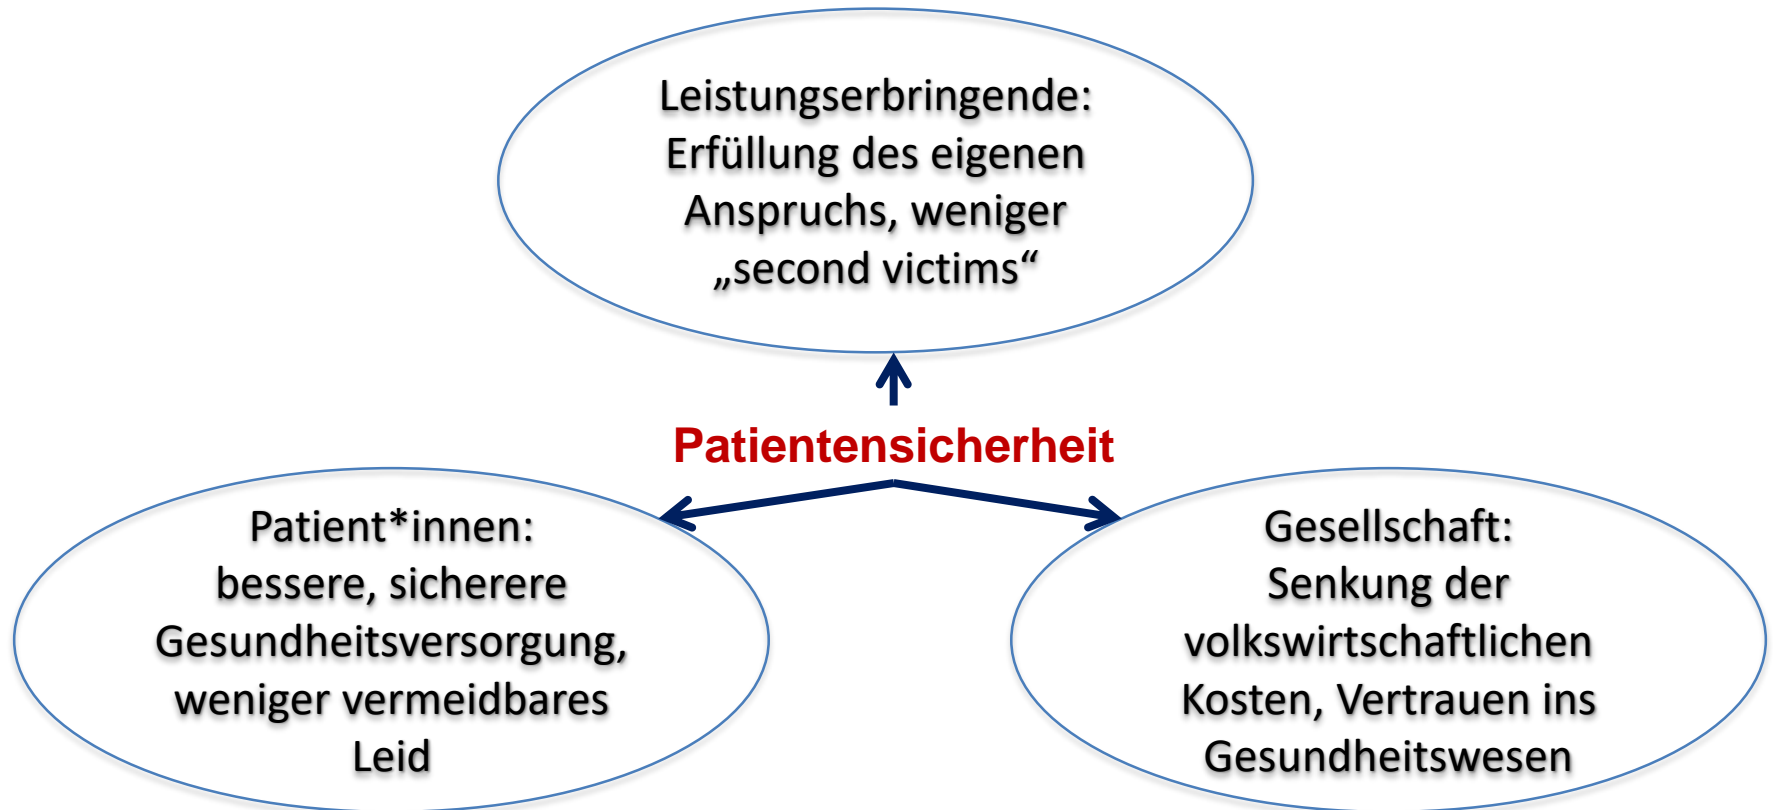 Leistungserbringende:
Erfüllung des eigenen
Anspruchs, weniger
„second victims“
Patientensicherheit
Patient*innen:
bessere, sicherere
Gesundheitsversorgung,
weniger vermeidbares
Leid
Gesellschaft:
Senkung der
volkswirtschaftlichen
Kosten, Vertrauen ins
Gesundheitswesen